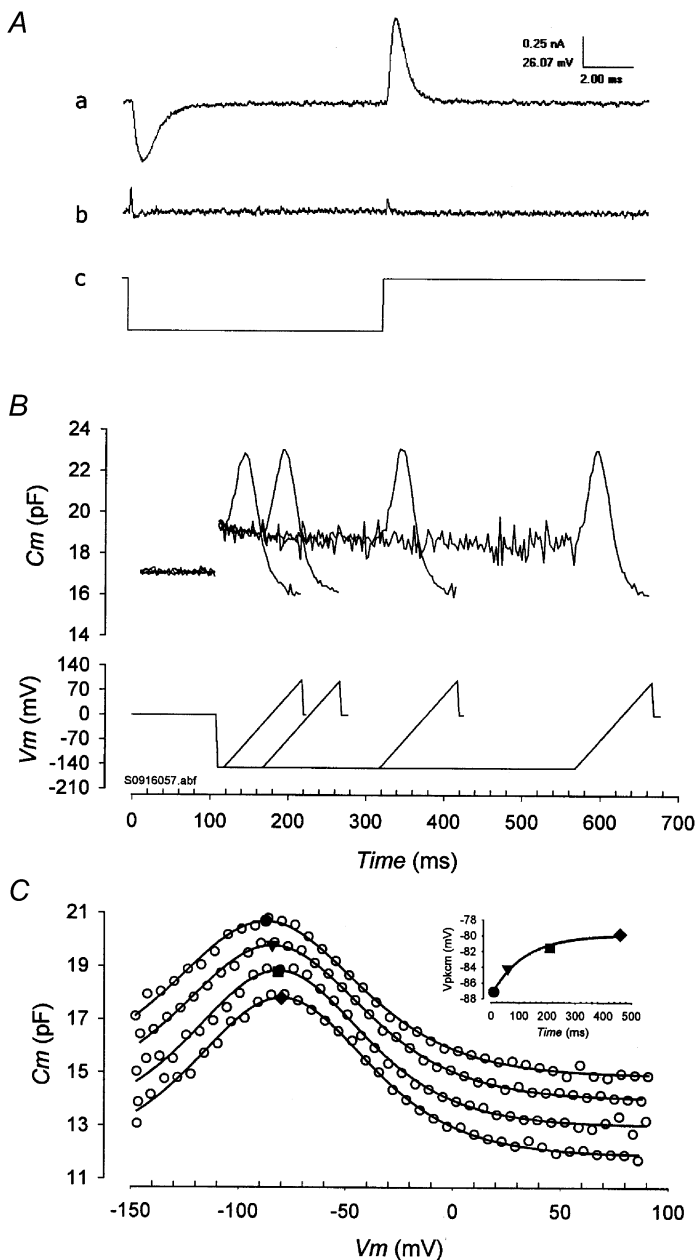 A
0.25 nA
26.07 mV
2.00 ms
a
b
c
B
24
22
20
18
16
14
Cm (pF)
140
70
0
-70
-140
-210
Vm (mV)
S0916057.abf
0 100 200 300 400 500 600 700
Time (ms)
C
21
19
17
15
13
11
Cm (pF)
-78
-80
-82
-84
-86
-88
Vpkcm (mV)
0 100 200 300 400 500
Time (ms)
-150 -100 -50 0 50 100
Vm (mV)